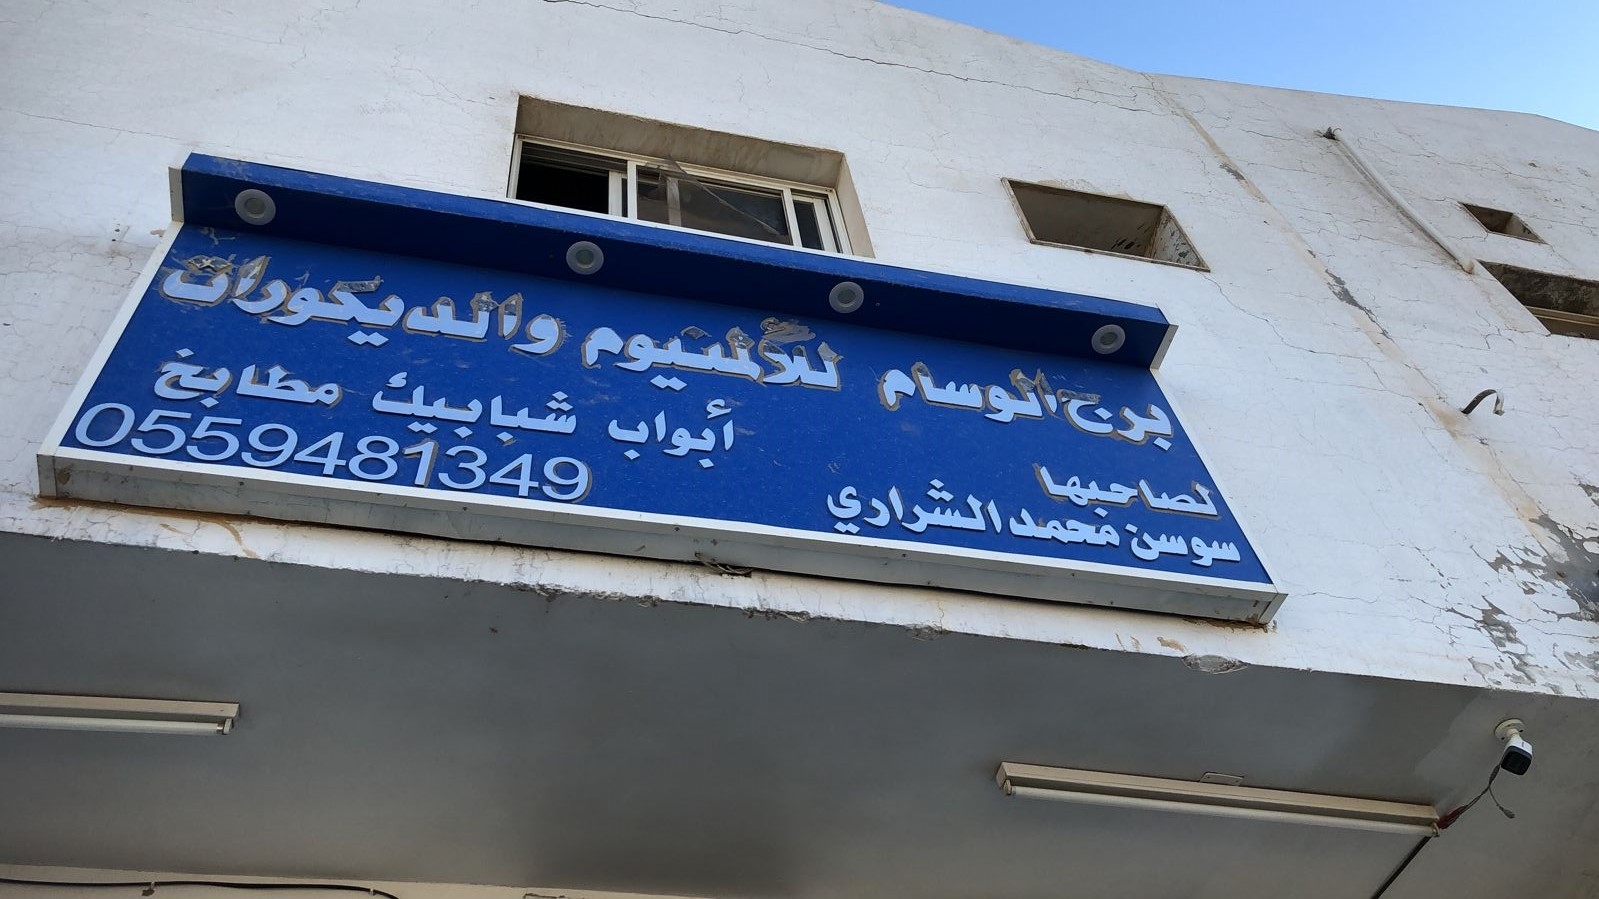 برج الوسام للألمنيوم والديكورات
أبواب شبابيك مطابخ
0559481349
لصاحبها
سوسن محمد الشراري